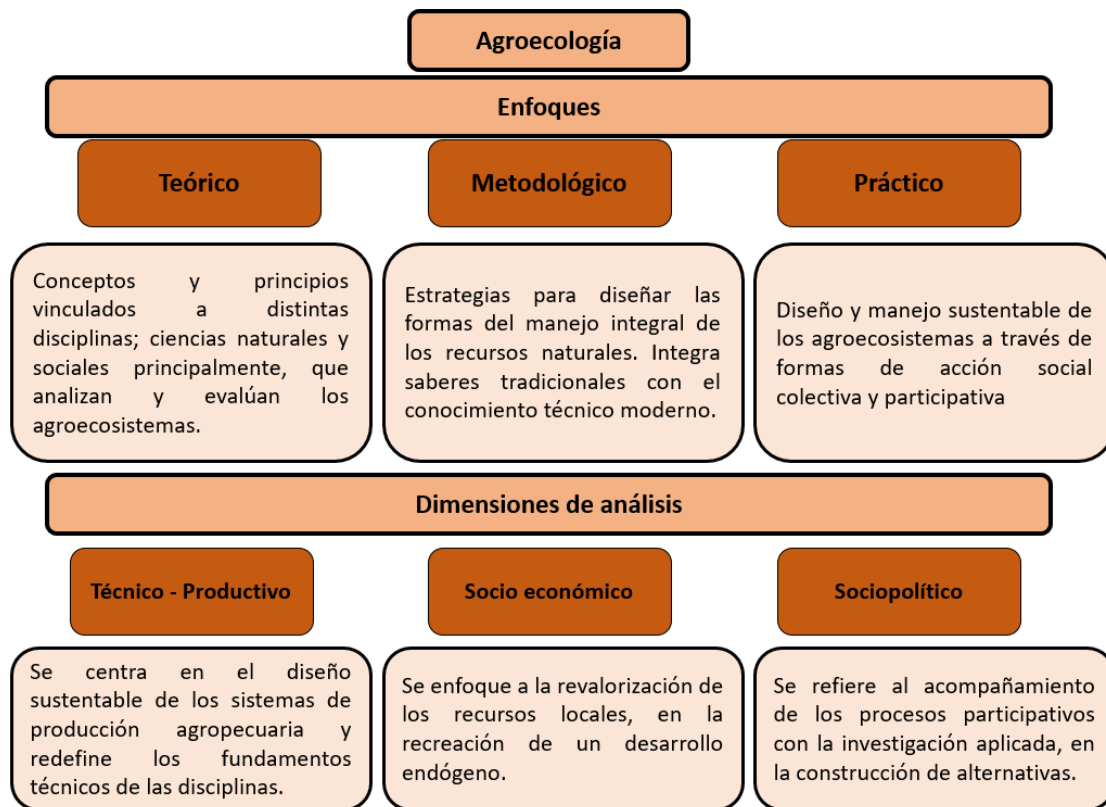 Agroecología
Enfoques
Teórico
Metodológico
Práctico
Conceptos y principios
vinculados a distintas
disciplinas; ciencias naturales y
sociales principalmente, que
analizan y evalúan los
agroecosistemas.
Estrategias para diseñar las
formas del manejo integral de
los recursos naturales. Integra
saberes tradicionales con el
conocimiento técnico moderno.
Diseño y manejo sustentable de
los agroecosistemas a través de
formas de acción social
colectiva y participativa
Dimensiones de análisis
Técnico - Productivo
Socio económico
Sociopolítico
Se centra en el diseño
sustentable de los sistemas de
producción agropecuaria y
redefine los fundamentos
técnicos de las disciplinas.
Se enfoque a la revalorización de
los recursos locales, en la
recreación de un desarrollo
endógeno.
Se refiere al acompañamiento
de los procesos participativos
con la investigación aplicada, en
la construcción de alternativas.